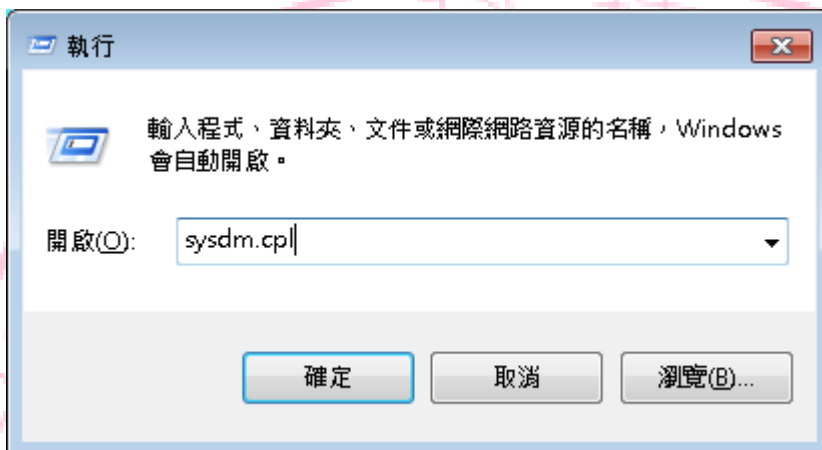 執行
輸入程式、資料夾、文件或網際網路資源的名稱，Windows
會自動開啟。
開啟(O):
sysdm.cpl
確定
取消
瀏覽(B)...